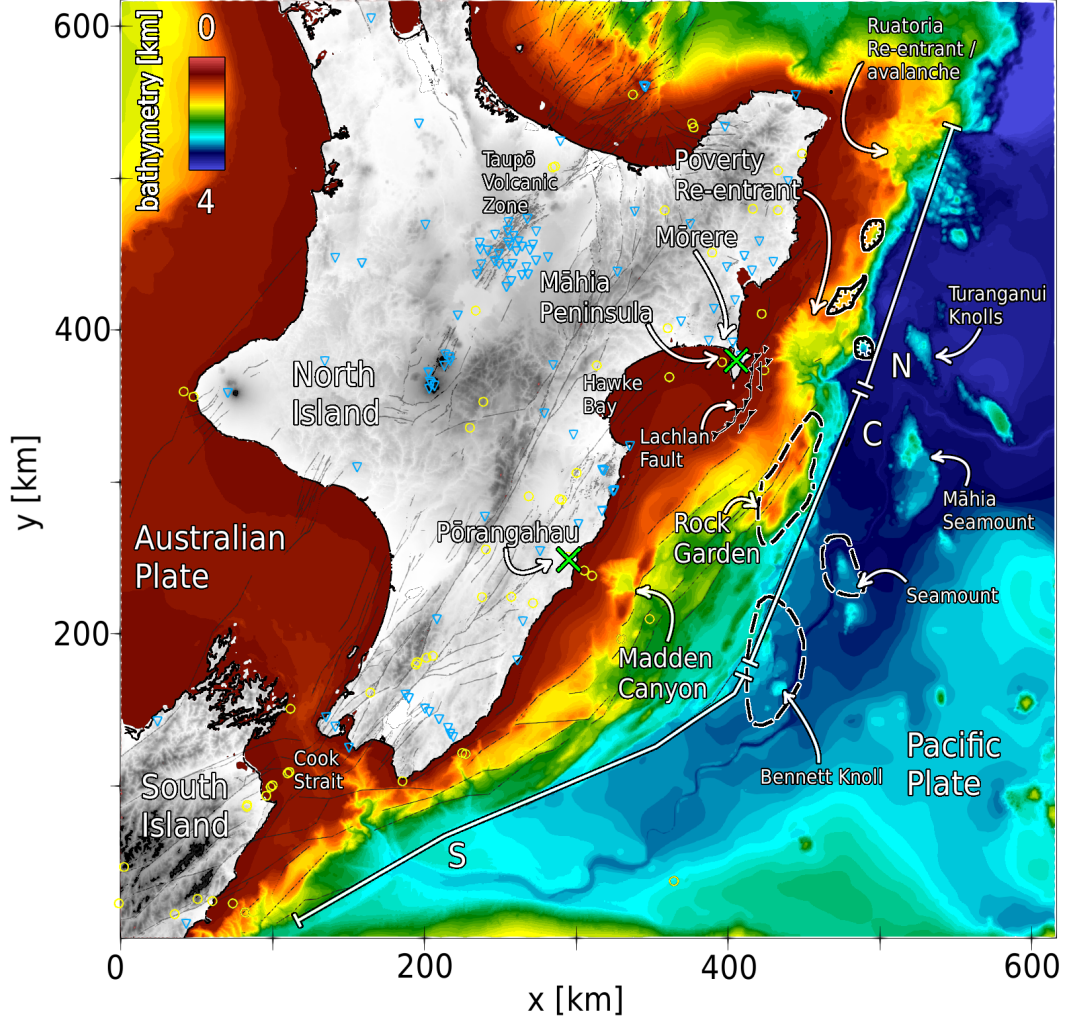 600
400
200
y [km]
bathymetry [km]
0
4
Ruatoria
Re-entrant /
avalanche
Taupō
Volcanic
Zone
Poverty
Re-entrant
Mōrere
Māhia
Peninsula
Turanganui
Knolls
North
Island
Hawke
Bay
N
C
Lachlan
Fault
Māhia
Seamount
Australian
Plate
Pōrangahau
Rock
Garden
Seamount
Madden
Canyon
Cook
Strait
Bennett Knoll
Pacific
Plate
South
Island
S
0
200
400
600
x [km]